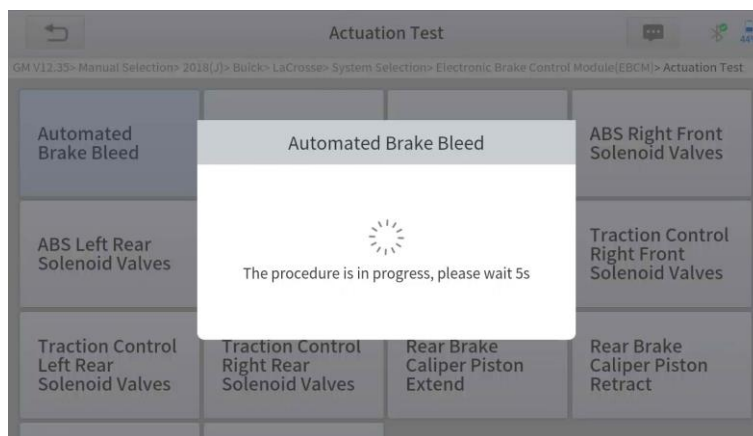 Actuation Test
GM V12.35> Manual Selection> 2018(J)> Buick> LaCrosse> System Selection> Electronic Brake Control Module(EBCM)> Actuation Test
Automated
Brake Bleed
ABS Right Front
Solenoid Valves
Automated Brake Bleed
The procedure is in progress, please wait 5s
ABS Left Rear
Solenoid Valves
Traction Control
Right Front
Solenoid Valves
Traction Control
Left Rear
Solenoid Valves
Traction Control
Right Rear
Solenoid Valves
Rear Brake
Caliper Piston
Extend
Rear Brake
Caliper Piston
Retract